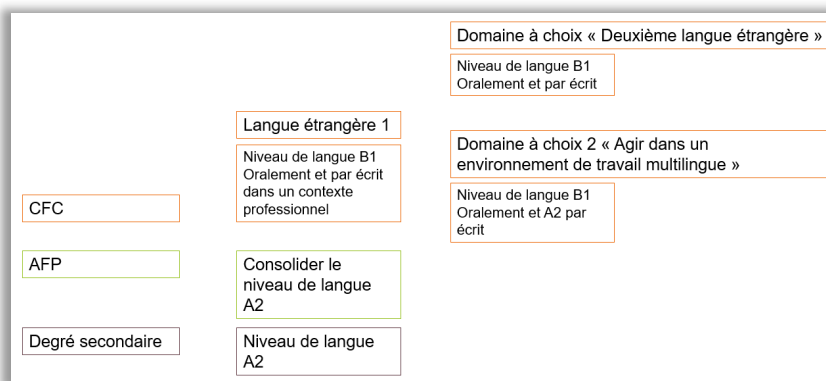 Domaine à choix « Deuxième langue étrangère »
Niveau de langue B1
Oralement et par écrit
Langue étrangère 1
Niveau de langue B1
Oralement et par écrit
dans un contexte
professionnel
Domaine à choix 2 « Agir dans un
environnement de travail multilingue »
Niveau de langue B1
Oralement et A2 par
écrit
CFC
AFP
Consolider le
niveau de langue
A2
Degré secondaire
Niveau de langue
A2